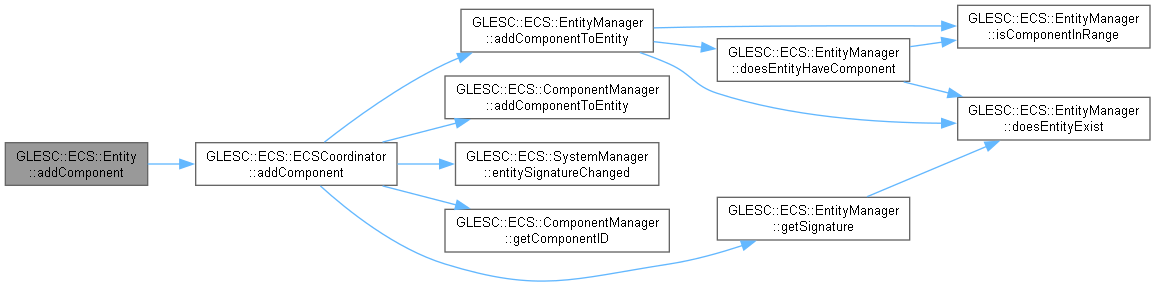 GLESC::ECS::Entity
::addComponent
GLESC::ECS::ECSCoordinator
::addComponent
GLESC::ECS::EntityManager
::addComponentToEntity
GLESC::ECS::ComponentManager
::addComponentToEntity
GLESC::ECS::SystemManager
::entitySignatureChanged
GLESC::ECS::ComponentManager
::getComponentID
GLESC::ECS::EntityManager
::doesEntityHaveComponent
GLESC::ECS::EntityManager
::getSignature
GLESC::ECS::EntityManager
::isComponentInRange
GLESC::ECS::EntityManager
::doesEntityExist